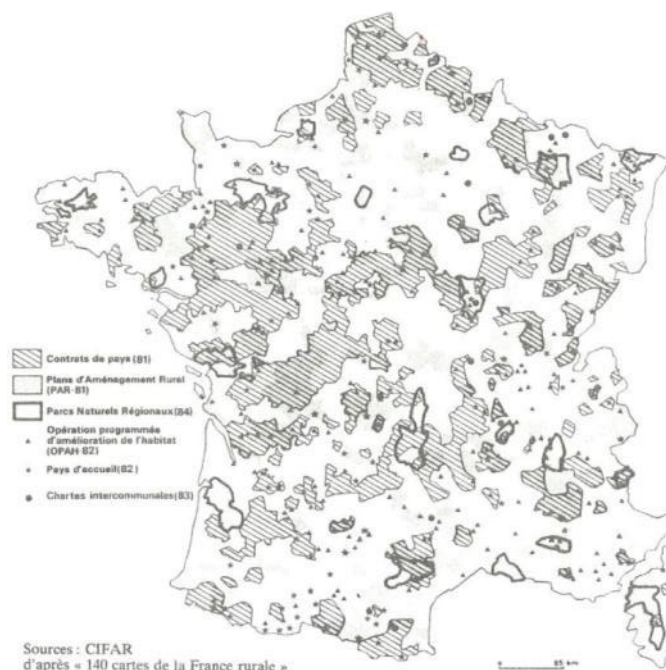 Contrats de pays (81)
Plans d'Aménagement Rural
(PAR-81)
Parcs Naturels Régionaux (84)
Opération programmée
d'amélioration de l'habitat
(OPAH-82)
Pays d'accueil (82)
Chartes intercommunales (83)
Sources : CIFAR
d'après « 140 cartes de la France rurale »